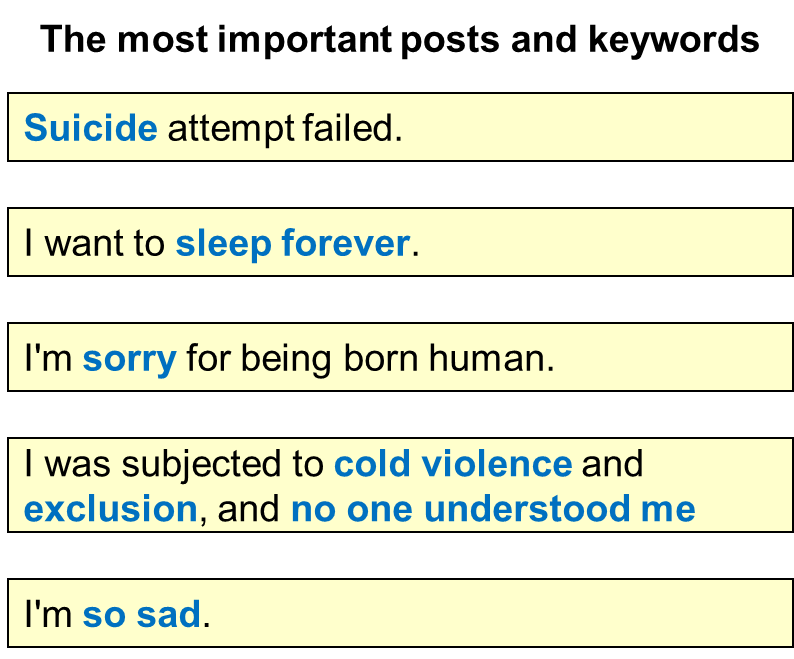 The most important posts and keywords
Suicide attempt failed.
I want to sleep forever.
I'm sorry for being born human.
I was subjected to cold violence and
exclusion, and no one understood me
I'm so sad.